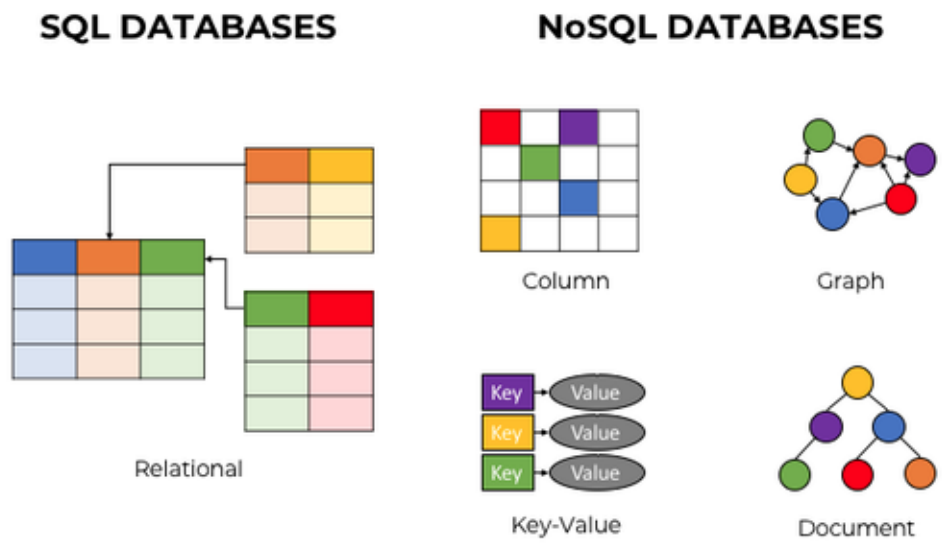 SQL DATABASES
NoSQL DATABASES
Relational
Column
Graph
Key Value
Key Value
Key Value
Key-Value
Document